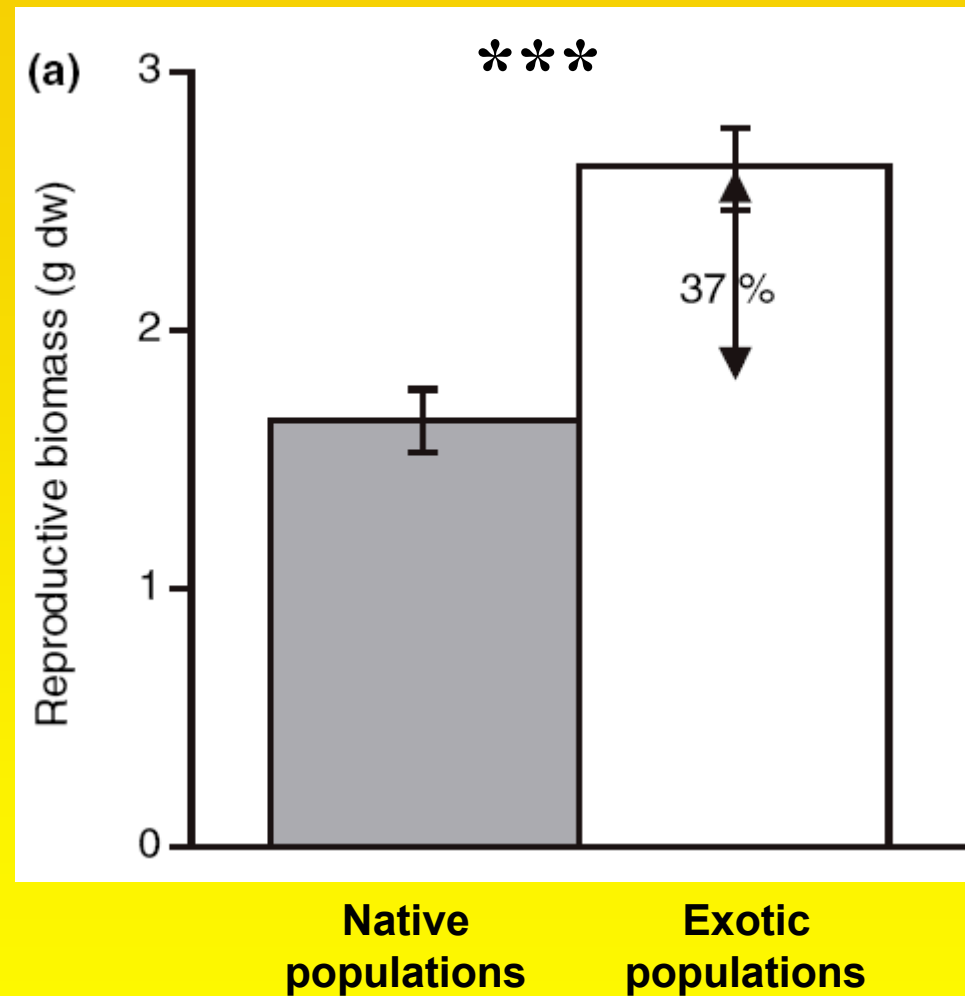 (a)
***
3
2
1
0
Reproductive biomass (g dw)
37 %
Native
populations
Exotic
populations